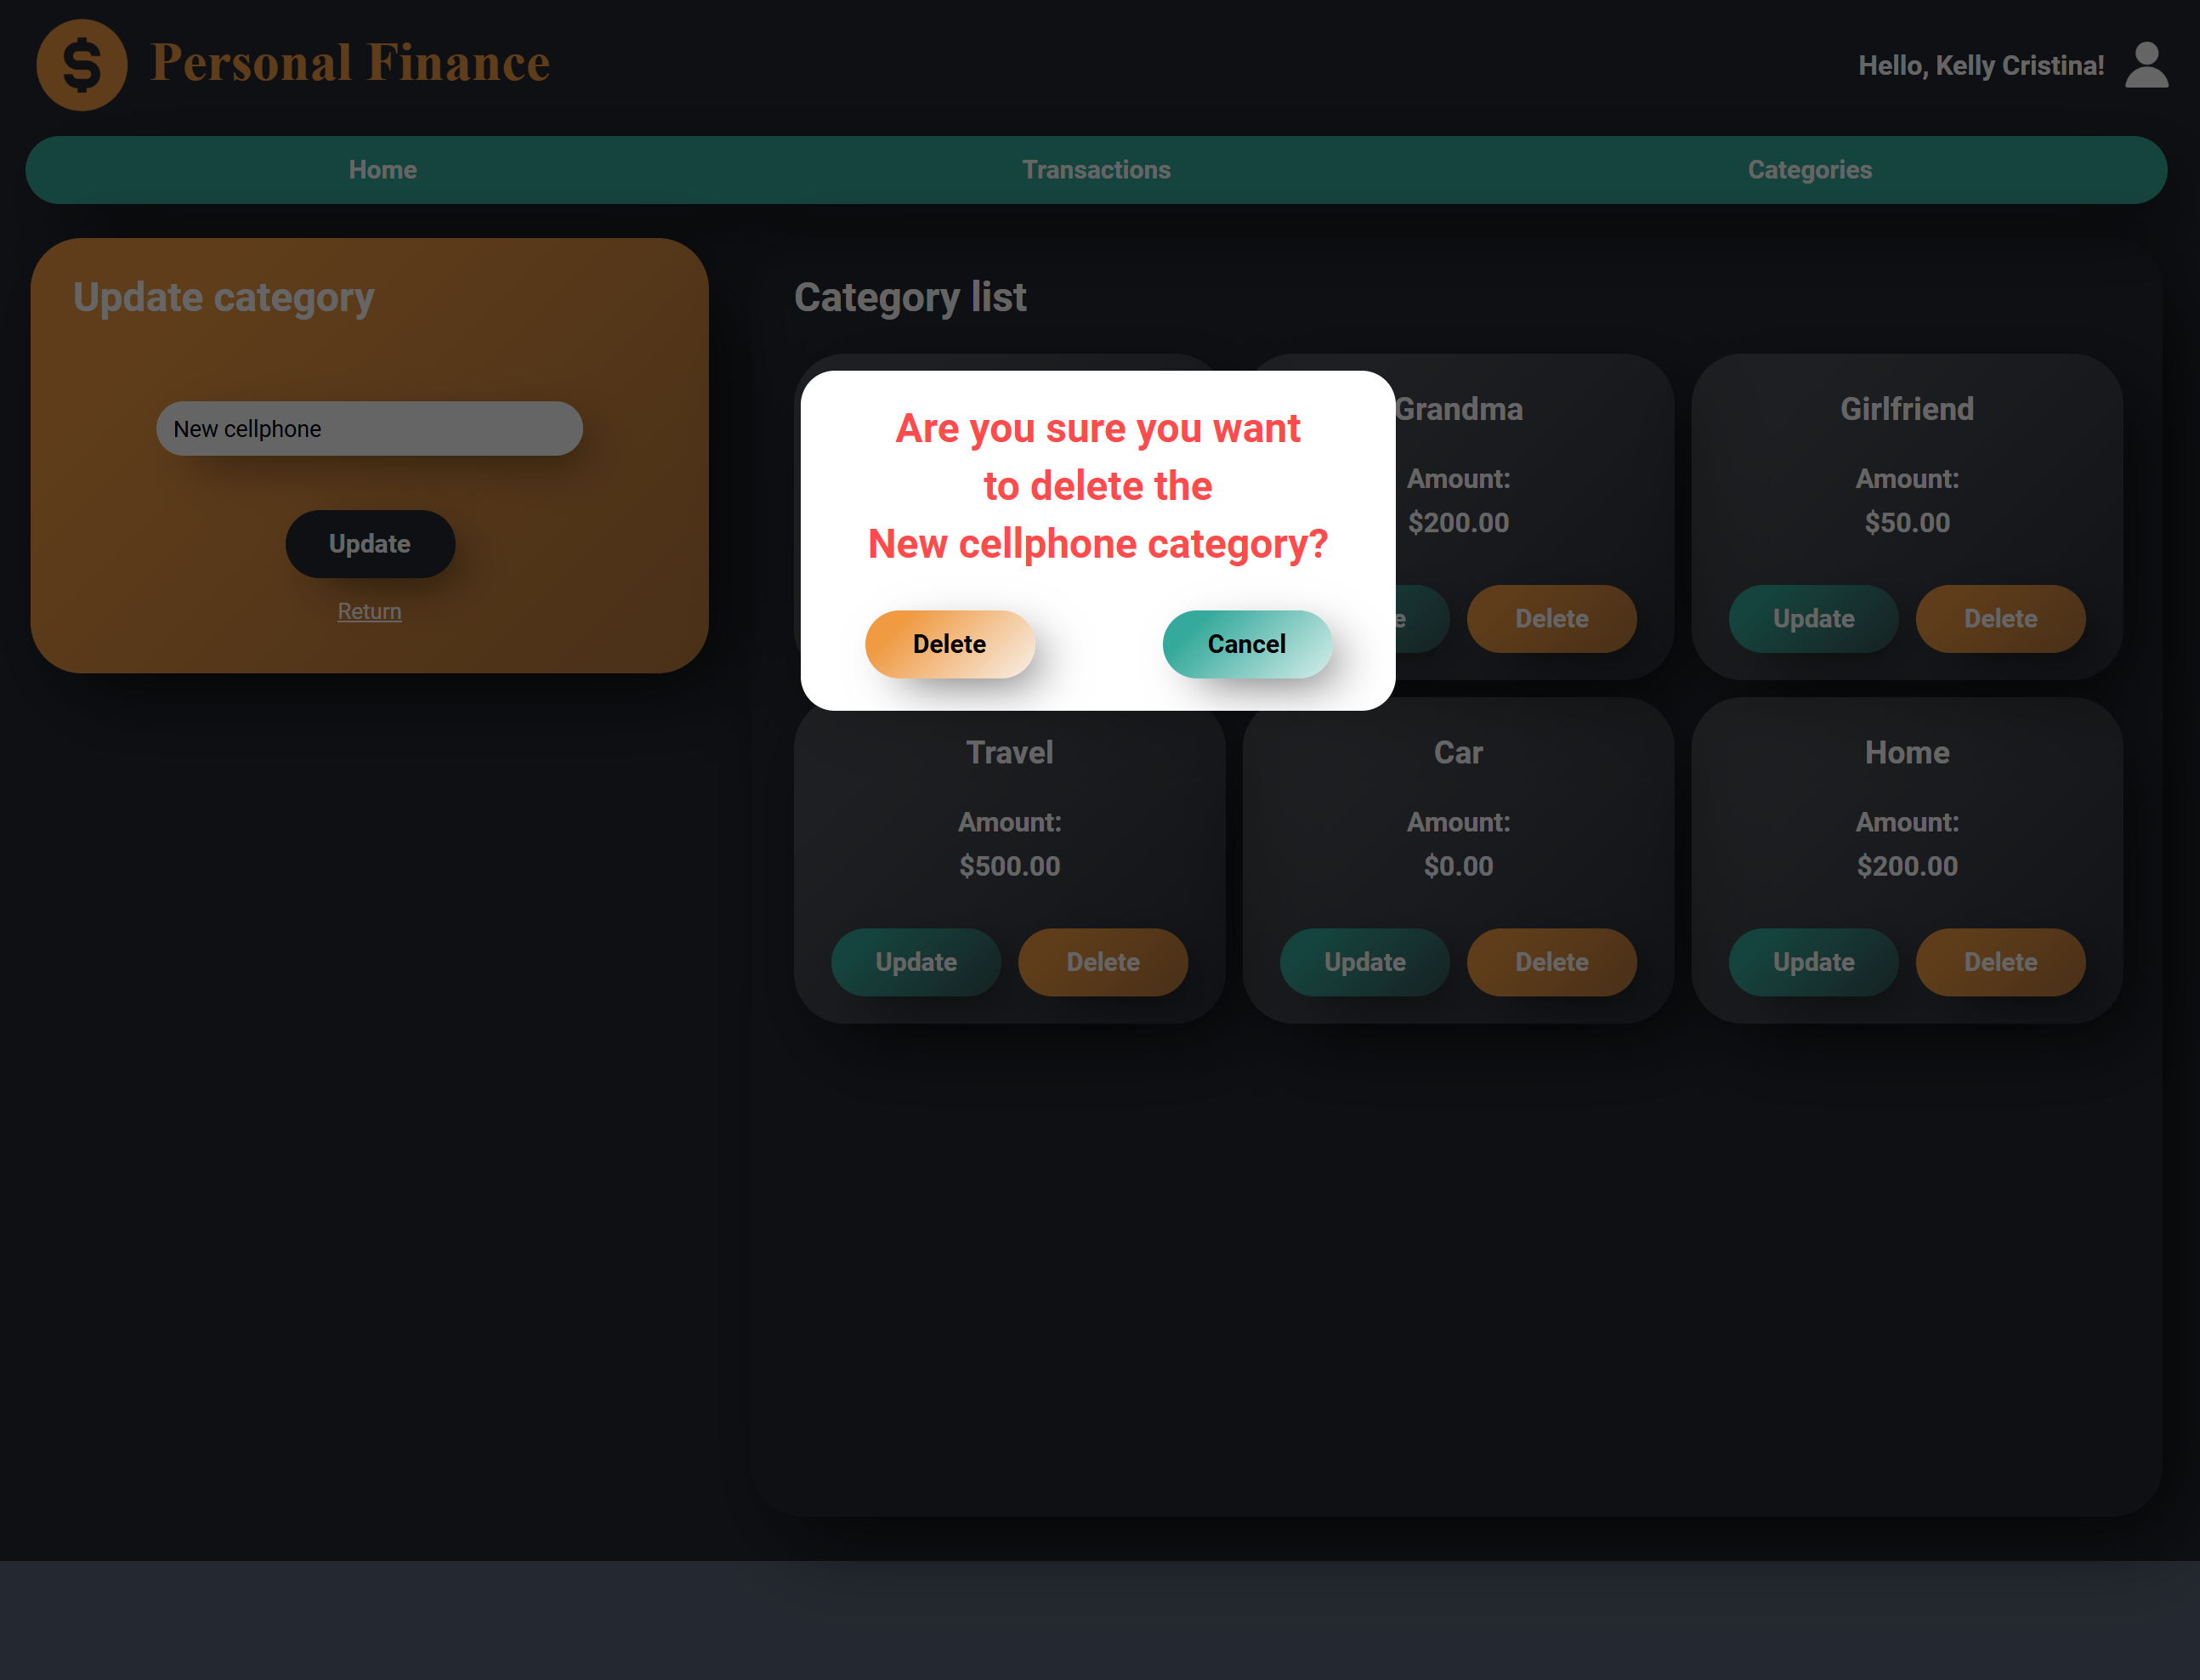 Personal Finance
Hello, Kelly Cristina!
Home
Transactions
Categories
Update category
New cellphone
Update
Return
Category list
Are you sure you want
to delete the
New cellphone category?
Delete
Cancel
Grandma
Amount:
$200.00
Delete
Girlfriend
Amount:
$50.00
Update
Delete
Travel
Amount:
$500.00
Update
Delete
Car
Amount:
$0.00
Update
Delete
Home
Amount:
$200.00
Update
Delete